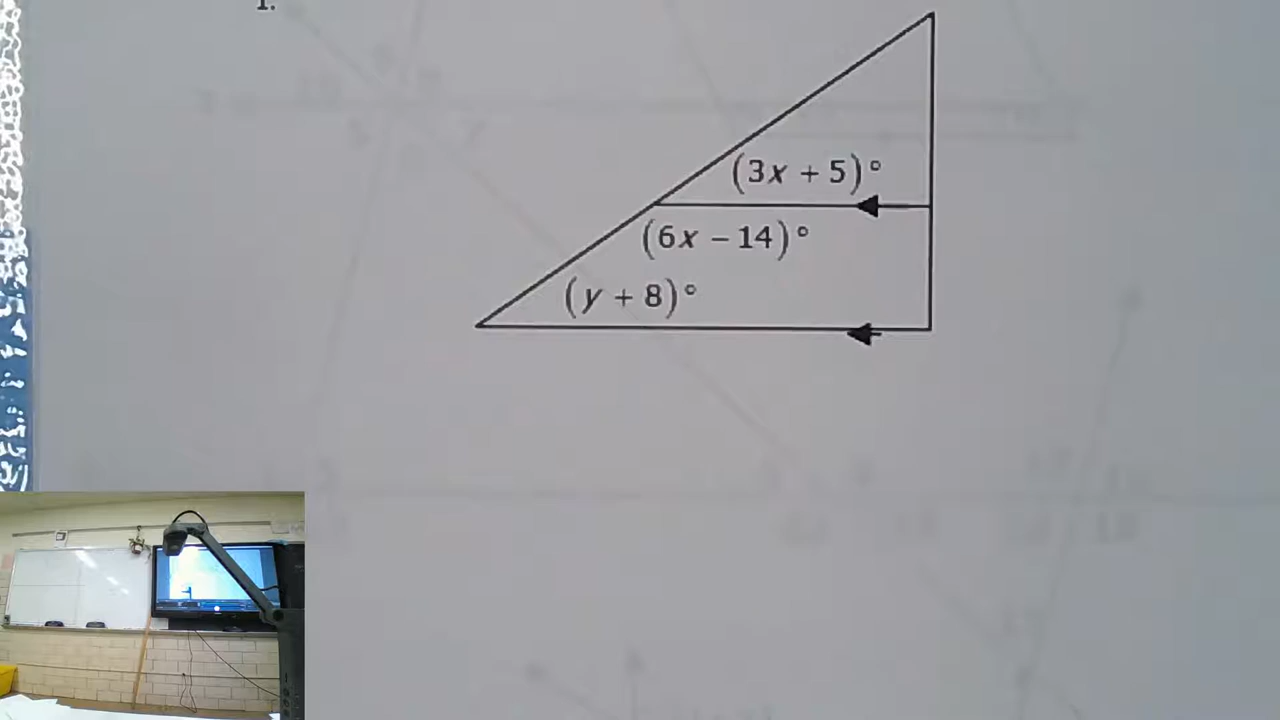 1.
(3x + 5)°
(6x − 14)°
(y + 8)°